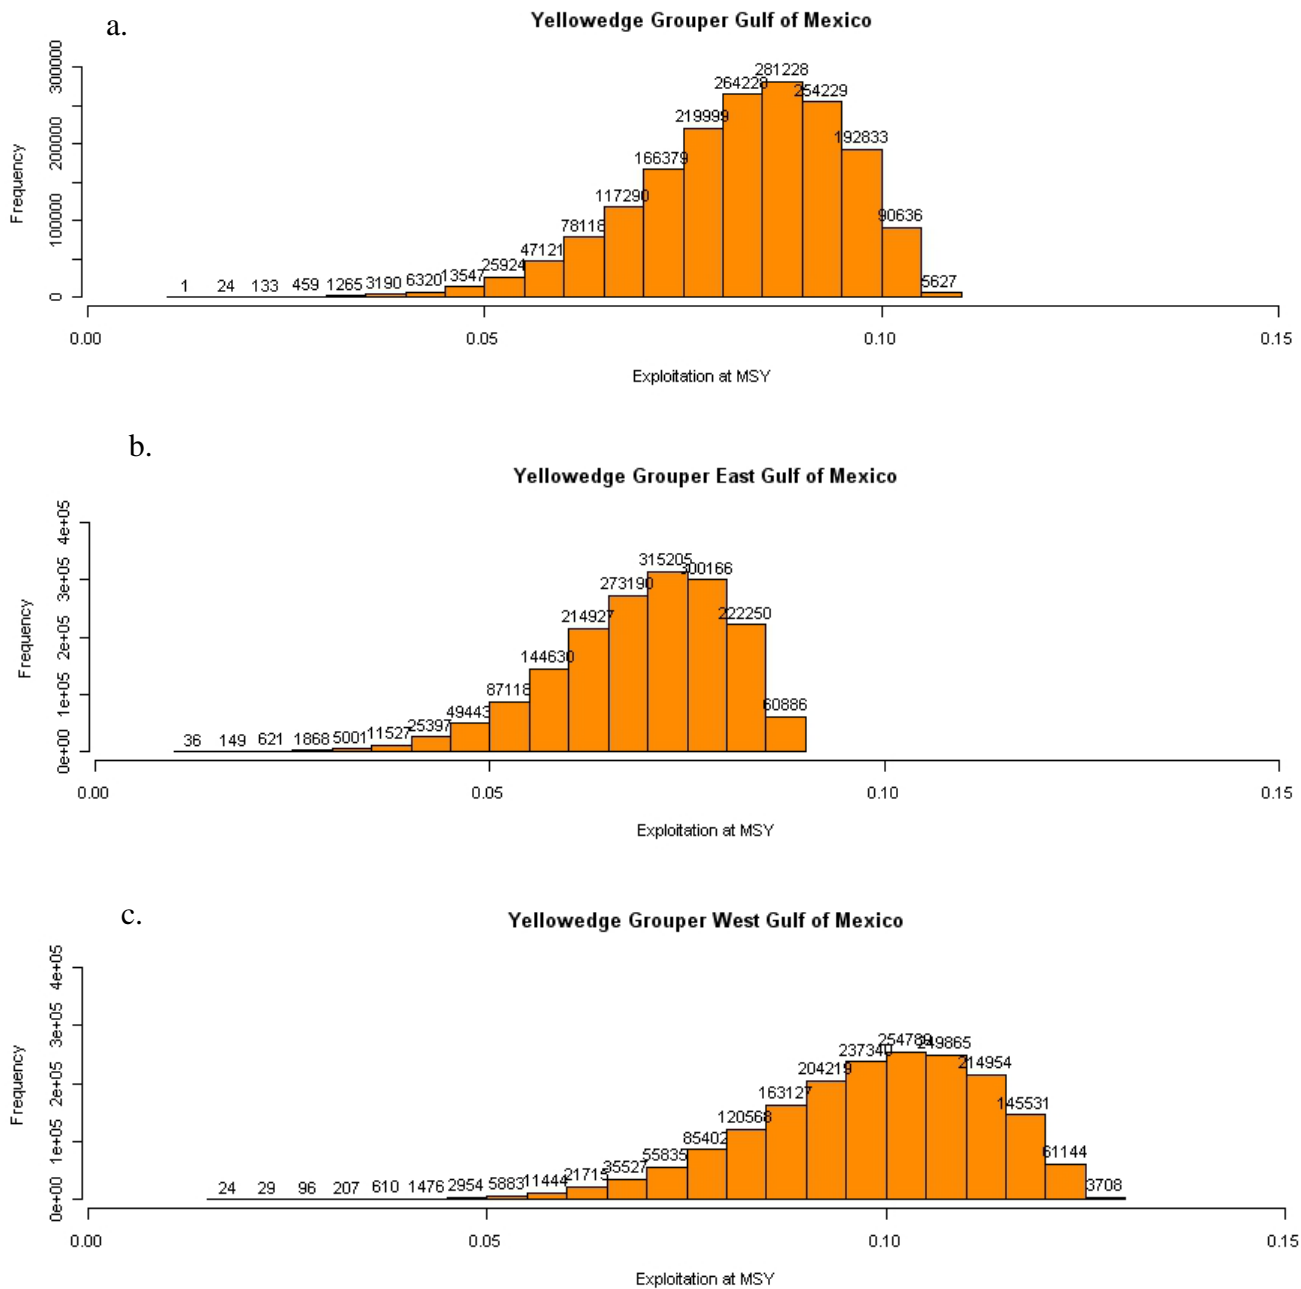 a.
Yellowedge Grouper Gulf of Mexico
Frequency
0 100000 200000 300000
1 24 133 459 1265 3190 6320 13547 25924 47121 78118 117290 166379 219999 264228 281228 254229 192833 90636 5627
0.00 0.05 0.10 0.15
Exploitation at MSY
b.
Yellowedge Grouper East Gulf of Mexico
Frequency
0e+00 1e+05 2e+05 3e+05 4e+05
36 149 621 1868 5001 11527 25397 49443 87118 144630 214927 273190 315205 300166 222250 60886
0.00 0.05 0.10 0.15
Exploitation at MSY
c.
Yellowedge Grouper West Gulf of Mexico
Frequency
0e+00 1e+05 2e+05 3e+05 4e+05
24 29 96 207 610 1476 2954 5883 11444 21715 35527 55835 85402 120568 163127 204219 237340 254789 249865 214954 145531 61144 3708
0.00 0.05 0.10 0.15
Exploitation at MSY